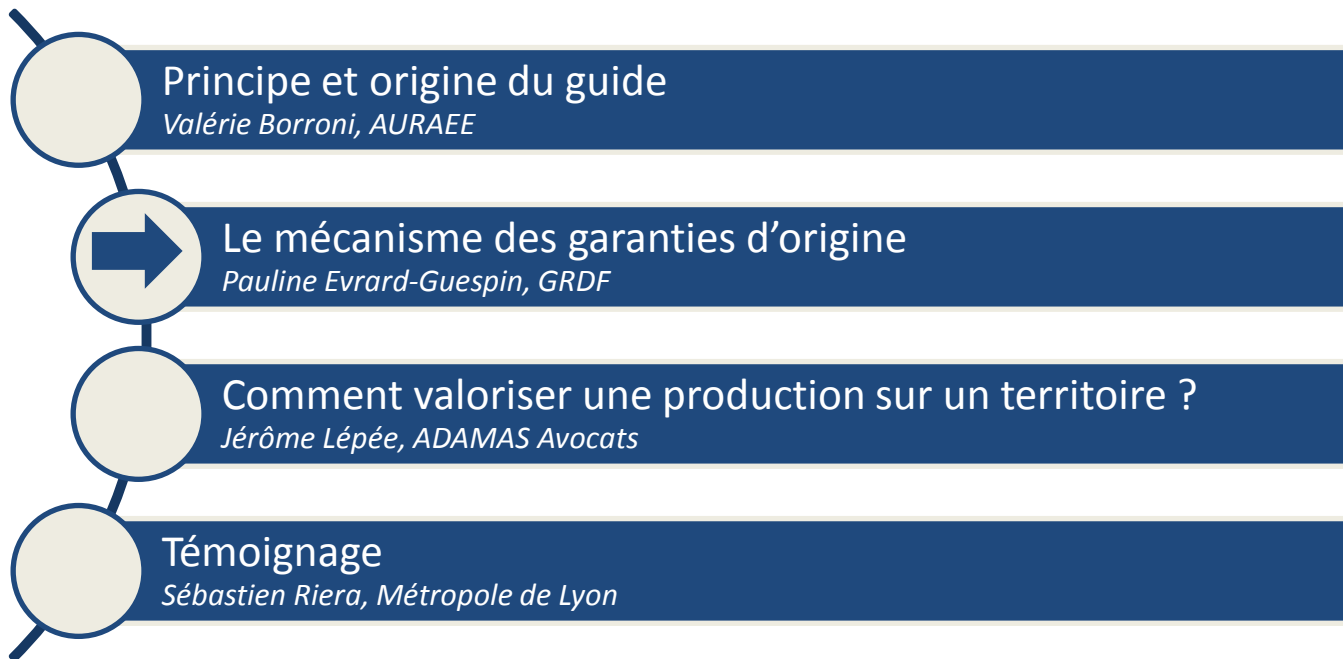 Principe et origine du guide
Valérie Borroni, AURAEE
Le mécanisme des garanties d’origine
Pauline Evrard-Guespin, GRDF
Comment valoriser une production sur un territoire ?
Jérôme Lépée, ADAMAS Avocats
Témoignage
Sébastien Riera, Métropole de Lyon